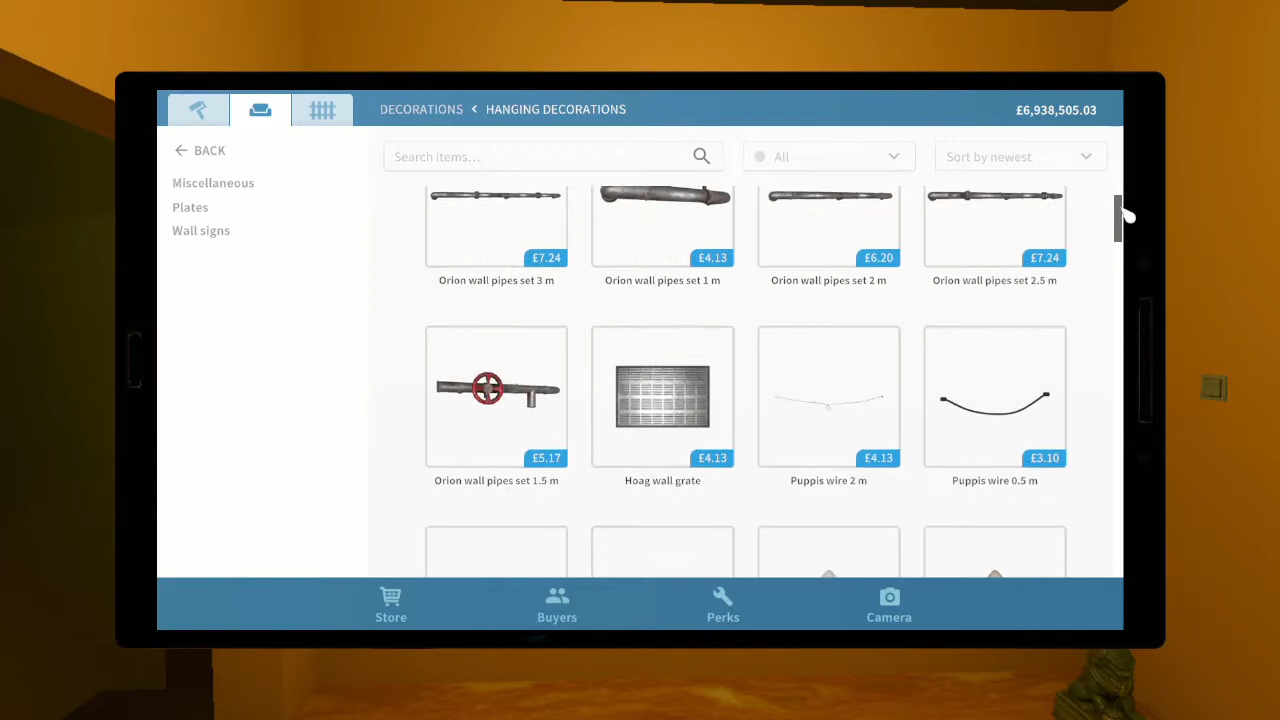 DECORATIONS < HANGING DECORATIONS
£6,938,505.03
BACK
Search items...
All
Sort by newest
Miscellaneous
Plates
Wall signs
£7.24
£4.13
£6.20
£7.24
Orion wall pipes set 3 m
Orion wall pipes set 1 m
Orion wall pipes set 2 m
Orion wall pipes set 2.5 m
£5.17
£4.13
£4.13
£3.10
Orion wall pipes set 1.5 m
Hoag wall grate
Puppis wire 2 m
Puppis wire 0.5 m
Store
Buyers
Perks
Camera